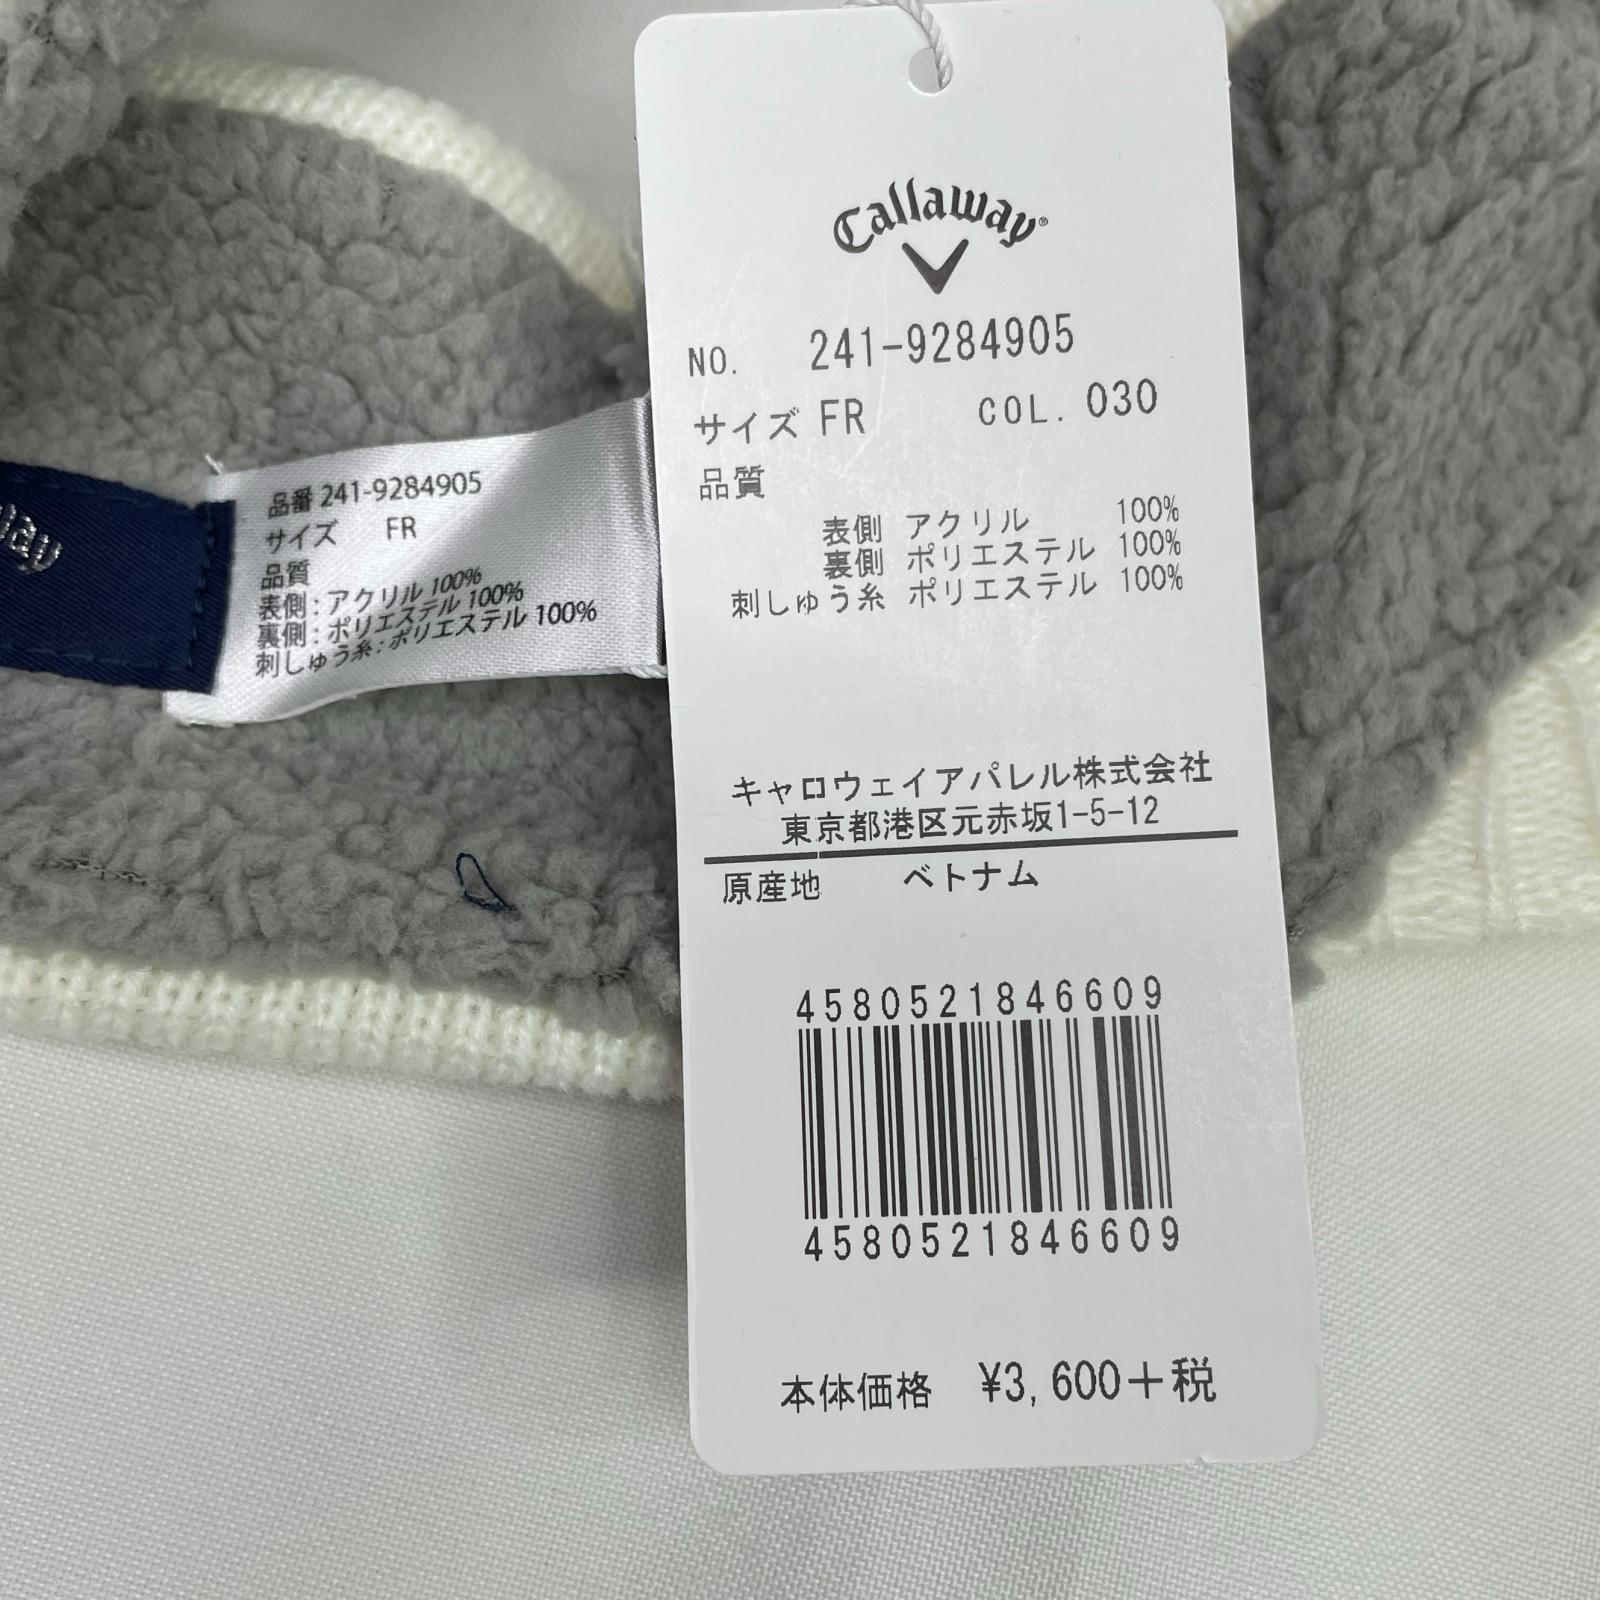 Callaway®
NO. 241-9284905
サイズ FR COL. 030
品質
表側 アクリル 100%
裏側 ポリエステル 100%
刺しゅう糸 ポリエステル 100%
キャロウェイアパレル株式会社
東京都港区元赤坂1-5-12
原産地 ベトナム
4580521846609
4580521846609
本体価格 ¥3,600+税
品番 241-9284905
サイズ FR
品質
表側:アクリル 100%
裏側:ポリエステル 100%
刺しゅう糸:ポリエステル 100%